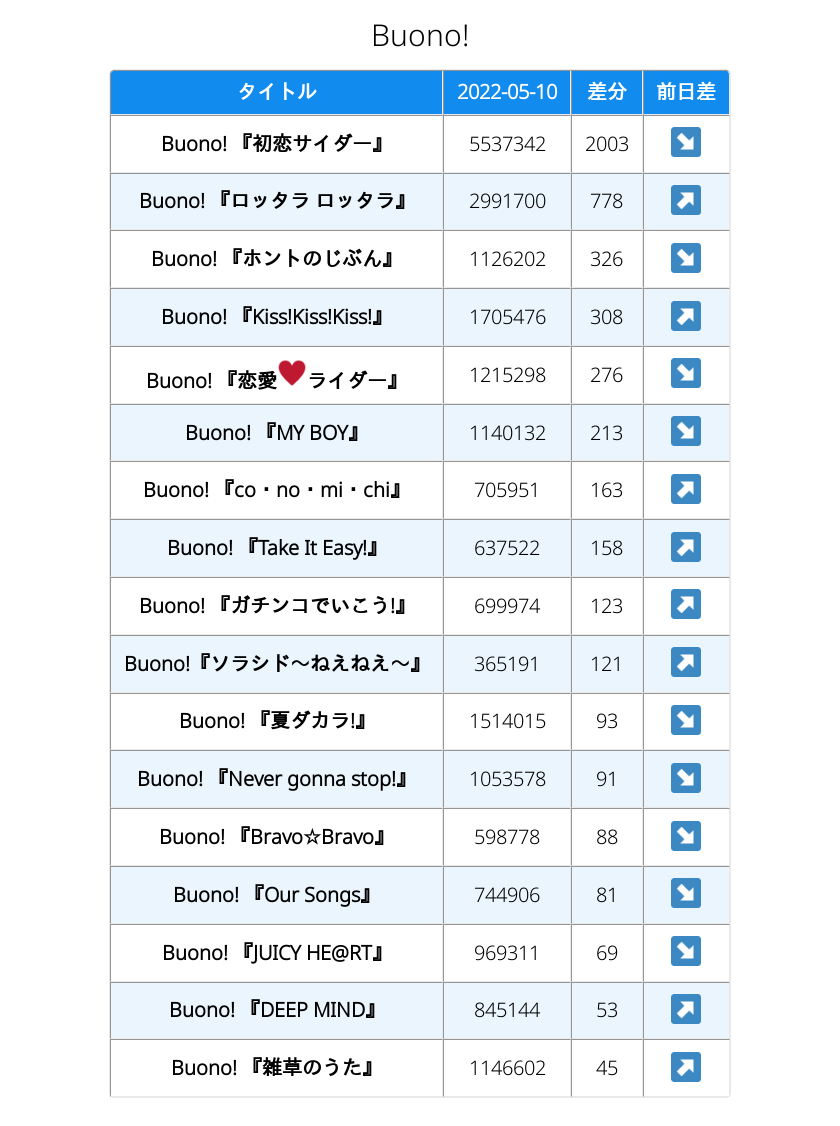 Buono!
タイトル 2022-05-10 差分 前日差
Buono! 『初恋サイダー』 5537342 2003 ↘
Buono! 『ロッタラ ロッタラ』 2991700 778 ↗
Buono! 『ホントのじぶん』 1126202 326 ↘
Buono! 『Kiss!Kiss!Kiss!』 1705476 308 ↗
Buono! 『恋愛♥ライダー』 1215298 276 ↘
Buono! 『MY BOY』 1140132 213 ↘
Buono! 『co・no・mi・chi』 705951 163 ↗
Buono! 『Take It Easy!』 637522 158 ↗
Buono! 『ガチンコでいこう!』 699974 123 ↗
Buono!『ソラシド〜ねえねえ〜』 365191 121 ↗
Buono! 『夏ダカラ!』 1514015 93 ↘
Buono! 『Never gonna stop!』 1053578 91 ↘
Buono! 『Bravo☆Bravo』 598778 88 ↘
Buono! 『Our Songs』 744906 81 ↘
Buono! 『JUICY HE@RT』 969311 69 ↘
Buono! 『DEEP MIND』 845144 53 ↗
Buono! 『雑草のうた』 1146602 45 ↗